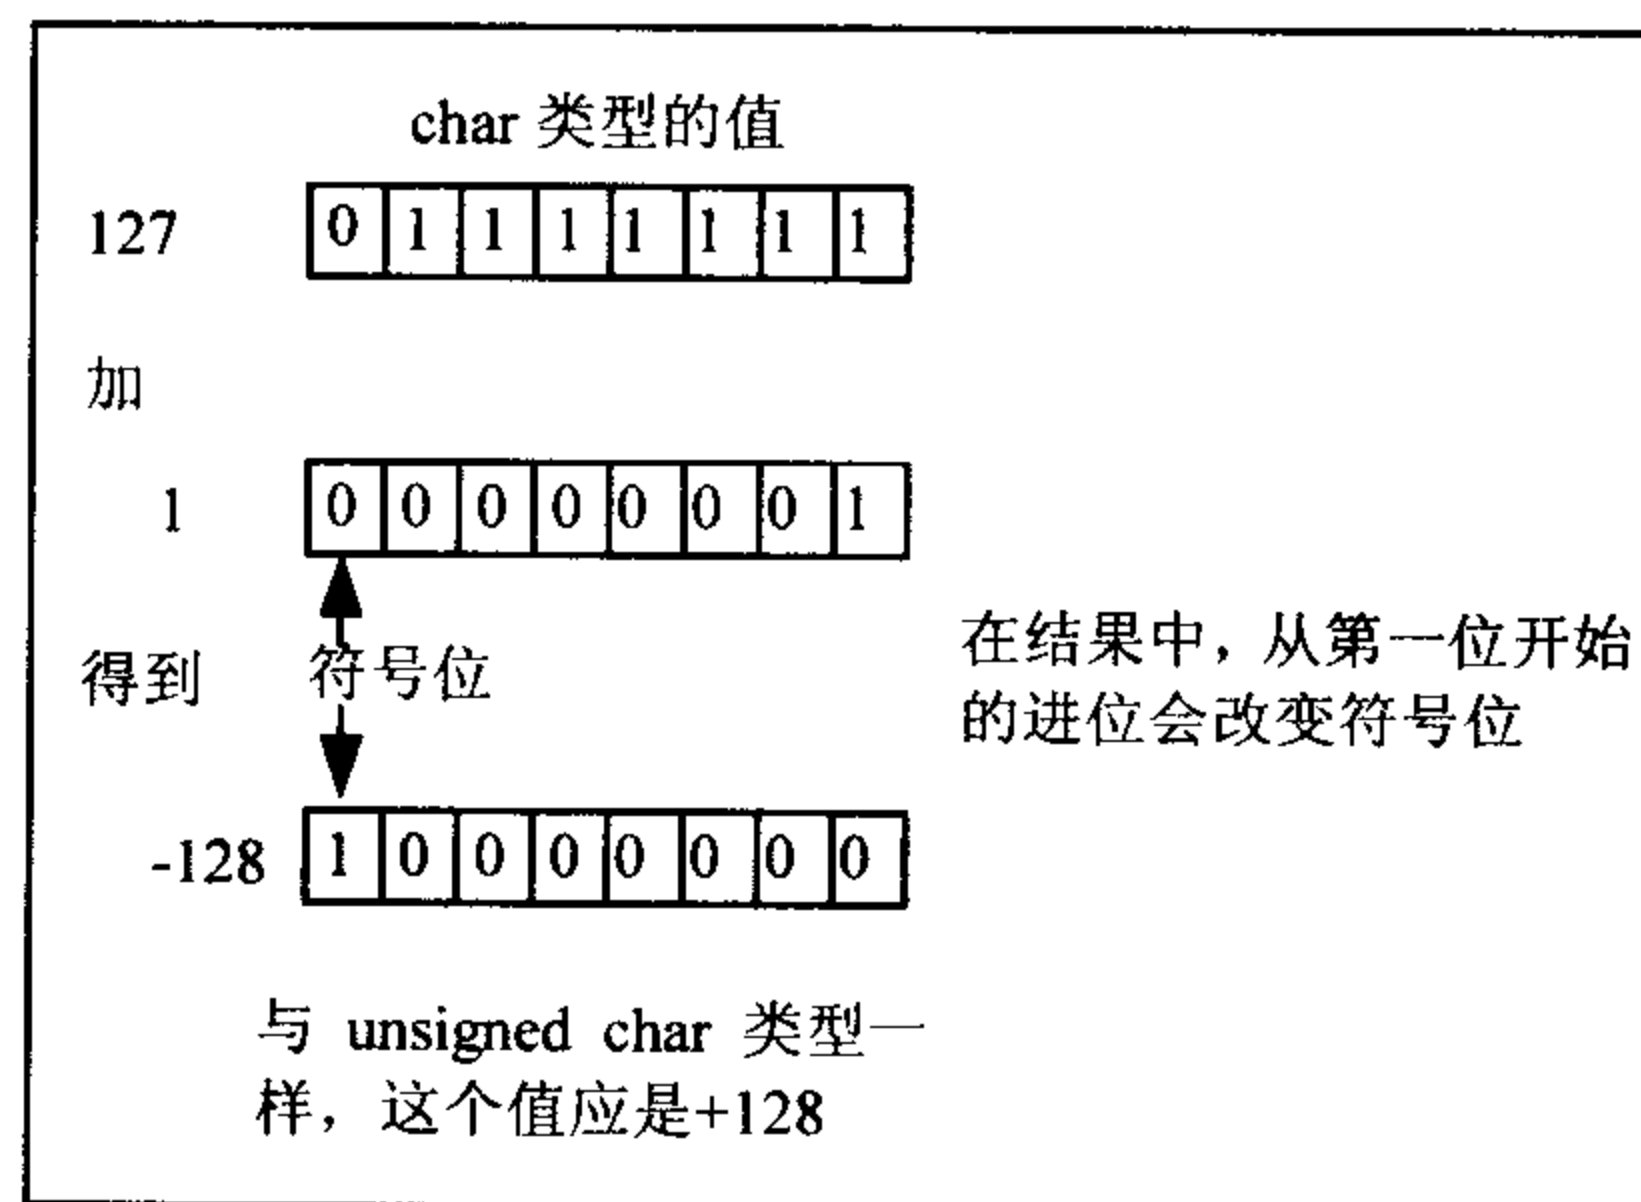 char 类型的值
127 0 1 1 1 1 1 1 1
加
1 0 0 0 0 0 0 0 1
得到 符号位
在结果中，从第一位开始
的进位会改变符号位
-128 1 0 0 0 0 0 0 0
与 unsigned char 类型一
样，这个值应是+128